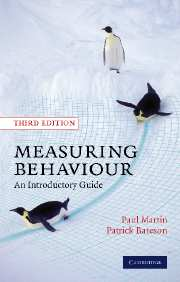 THIRD EDITION
MEASURING
BEHAVIOUR
An Introductory Guide
Paul Martin
Patrick Bateson
CAMBRIDGE